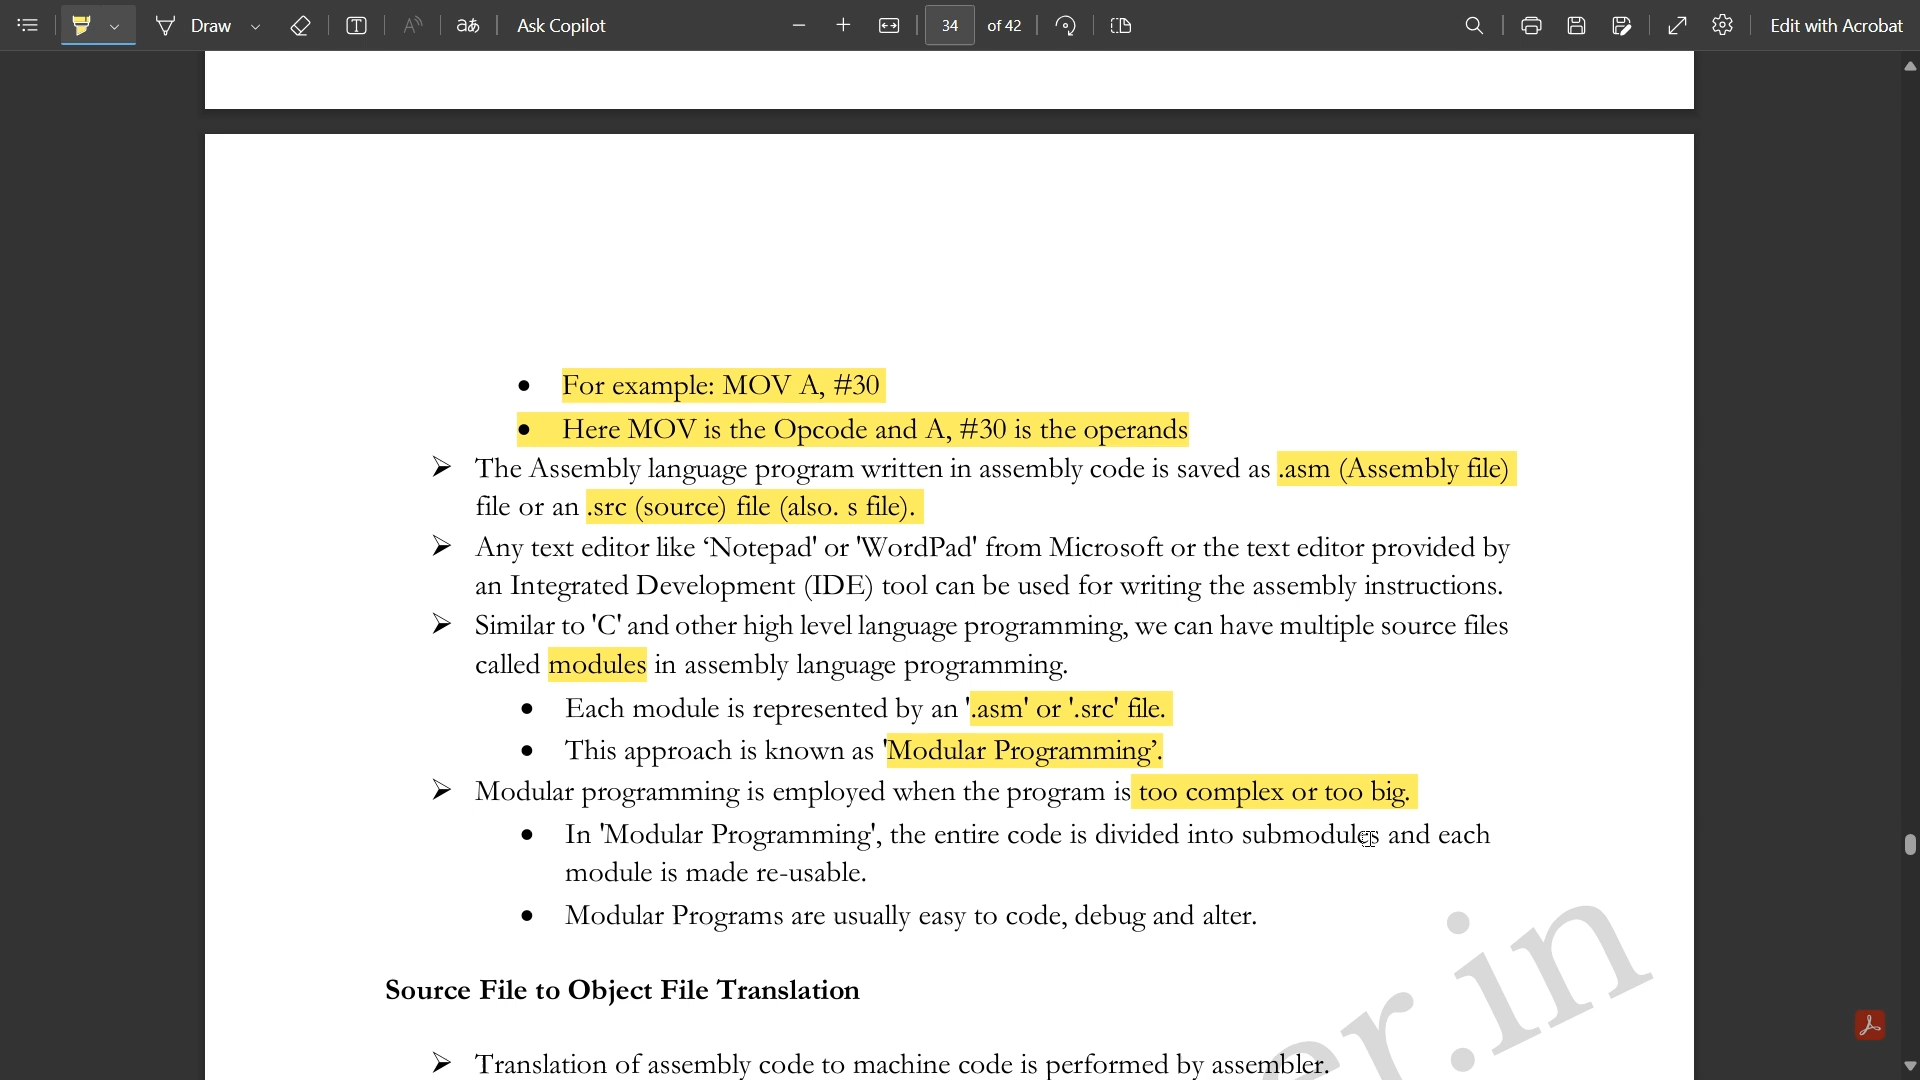 Draw
aあ
Ask Copilot
34
of 42
Edit with Acrobat
• For example: MOV A, #30
• Here MOV is the Opcode and A, #30 is the operands
➢ The Assembly language program written in assembly code is saved as .asm (Assembly file)
file or an .src (source) file (also. s file).
➢ Any text editor like ‘Notepad' or 'WordPad' from Microsoft or the text editor provided by
an Integrated Development (IDE) tool can be used for writing the assembly instructions.
➢ Similar to 'C' and other high level language programming, we can have multiple source files
called modules in assembly language programming.
• Each module is represented by an '.asm' or '.src' file.
• This approach is known as 'Modular Programming’.
➢ Modular programming is employed when the program is too complex or too big.
• In 'Modular Programming', the entire code is divided into submodules and each
module is made re-usable.
• Modular Programs are usually easy to code, debug and alter.
Source File to Object File Translation
➢ Translation of assembly code to machine code is performed by assembler.
er.in